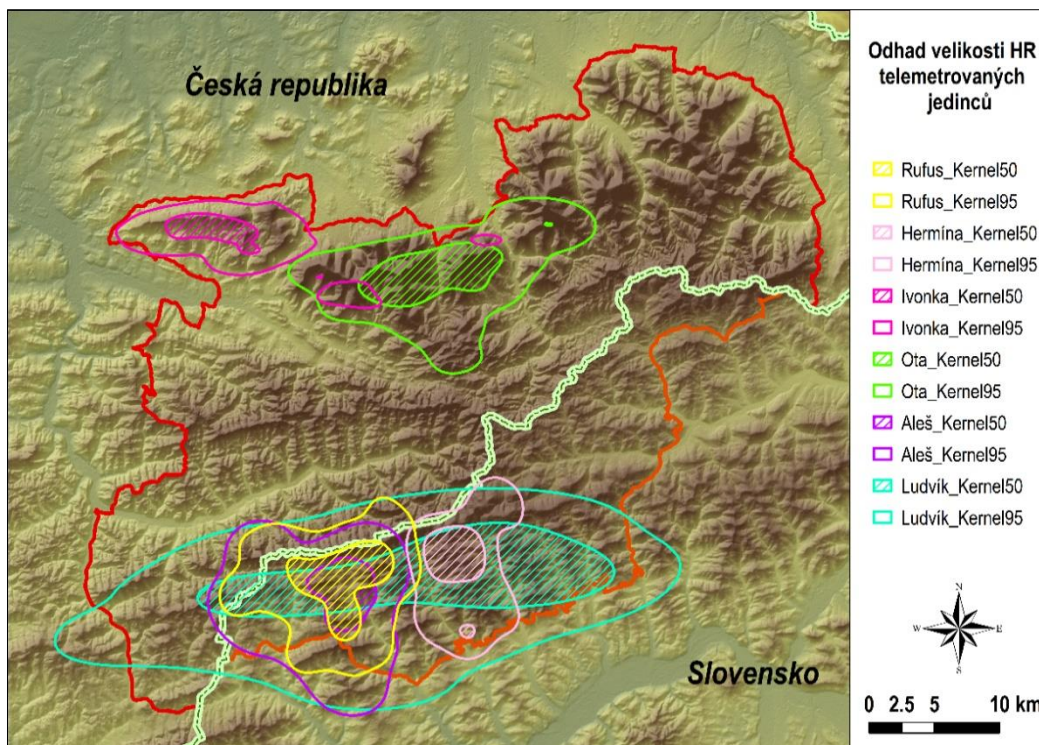 Česká republika
Slovensko
Odhad velikosti HR
telemetrovaných
jedinců
Rufus_Kernel50
Rufus_Kernel95
Hermína_Kernel50
Hermína_Kernel95
Ivonka_Kernel50
Ivonka_Kernel95
Ota_Kernel50
Ota_Kernel95
Aleš_Kernel50
Aleš_Kernel95
Ludvík_Kernel50
Ludvík_Kernel95
N
W E
S
0 2.5 5 10 km